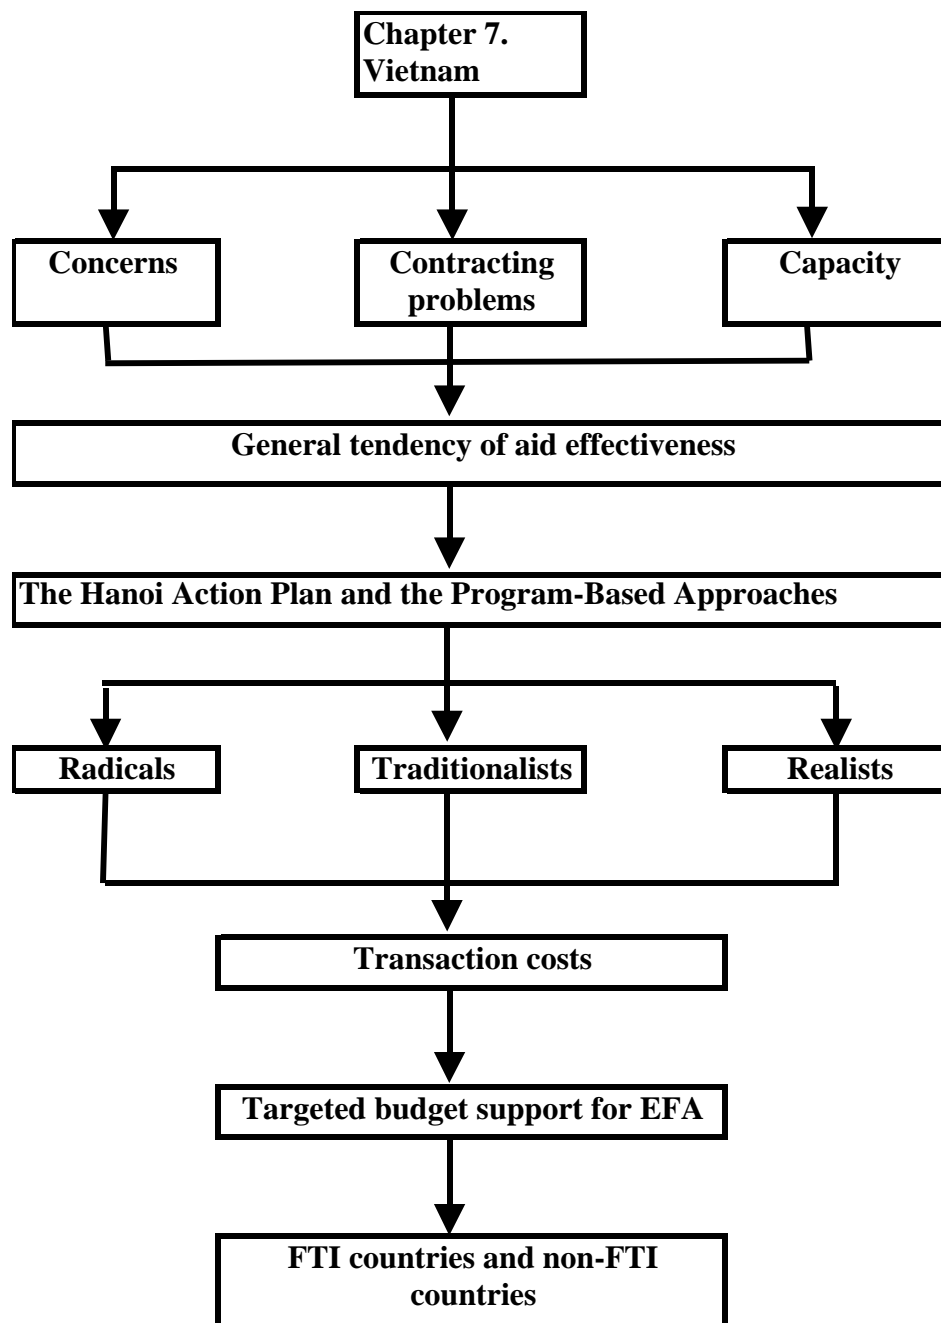 Chapter 7.
Vietnam
Concerns
Contracting
problems
Capacity
General tendency of aid effectiveness
The Hanoi Action Plan and the Program-Based Approaches
Radicals
Traditionalists
Realists
Transaction costs
Targeted budget support for EFA
FTI countries and non-FTI
countries